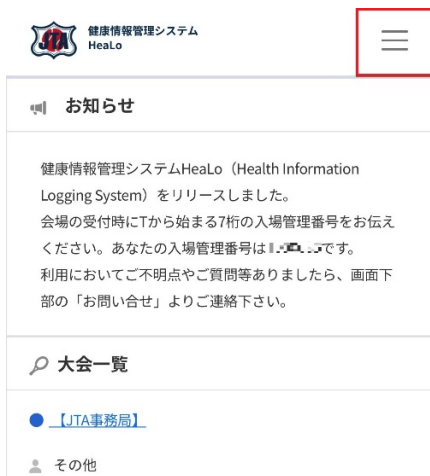 JTA
健康情報管理システム
HeaLo
お知らせ
健康情報管理システムHeaLo(Health Information
Logging System)をリリースしました。
会場の受付時にTから始まる7桁の入場管理番号をお伝え
ください。あなたの入場管理番号は です。
利用においてご不明点やご質問等ありましたら、画面下
部の「お問い合せ」よりご連絡下さい。
大会一覧
【JTA事務局】
その他